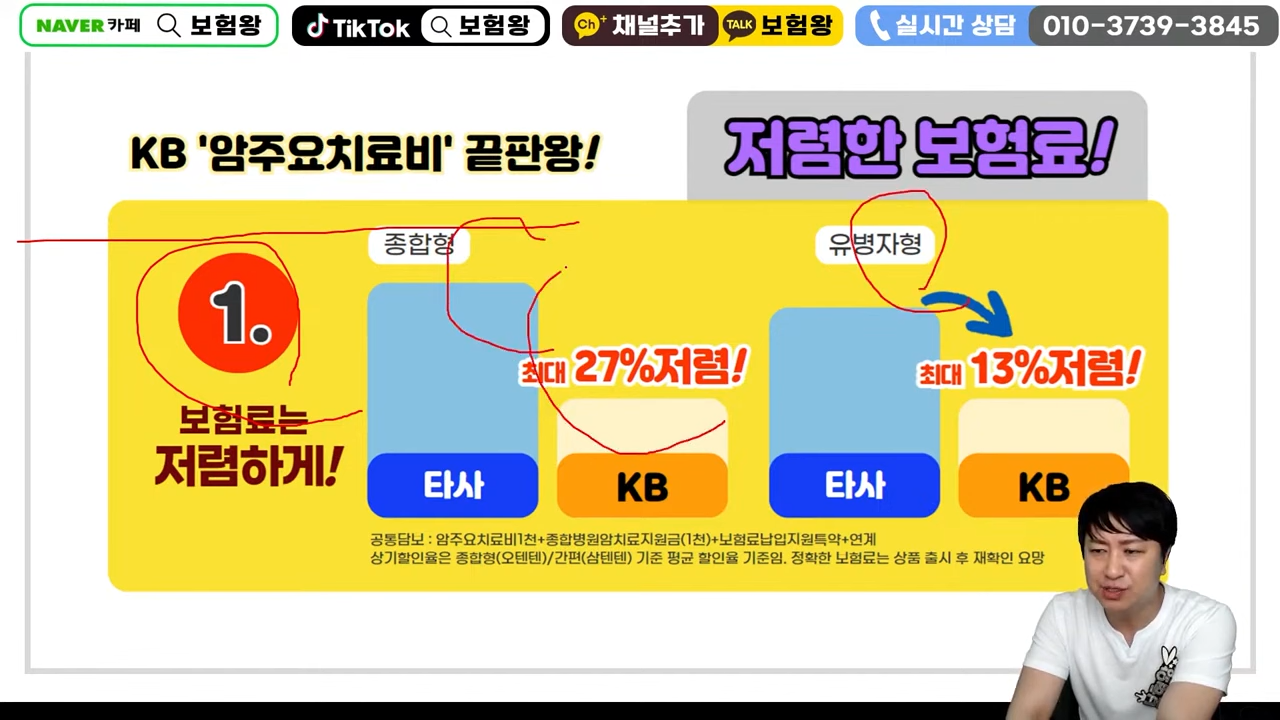 NAVER 카페 보험왕
TikTok 보험왕
Ch+ 채널추가 TALK 보험왕
실시간 상담 010-3739-3845
KB '암주요치료비' 끝판왕!
저렴한 보험료!
1.
보험료는
저렴하게!
종합형
최대 27%저렴!
타사
KB
유병자형
최대 13%저렴!
타사
KB
공통담보 : 암주요치료비1천+종합병원암치료지원금(1천)+보험료납입지원특약+연계
상기할인율은 종합형(오텐텐)/간편(삼텐텐) 기준 평균 할인율 기준임. 정확한 보험료는 상품 출시 후 재확인 요망